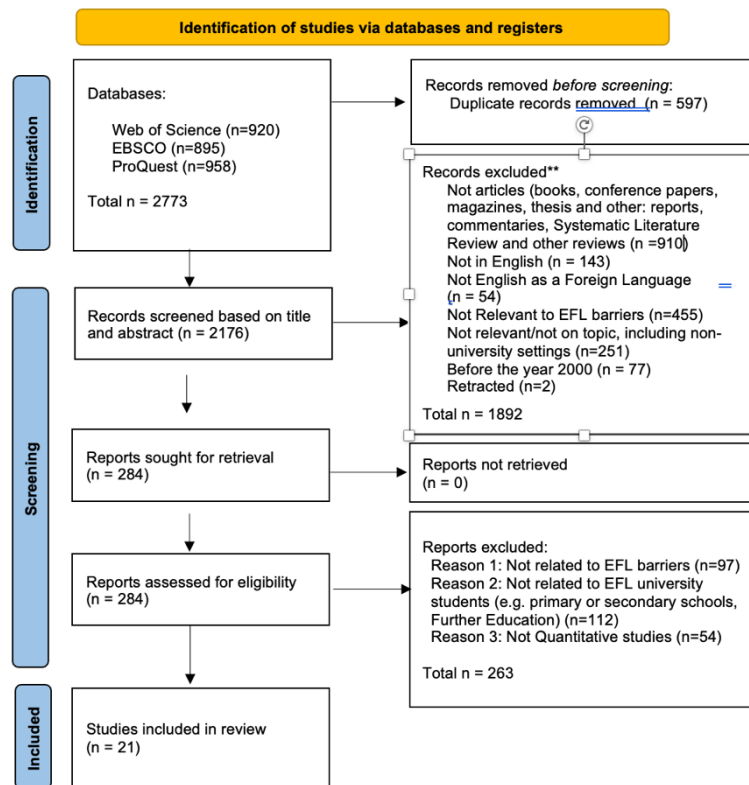 Identification of studies via databases and registers
Identification
Databases:
Web of Science (n=920)
EBSCO (n=895)
ProQuest (n=958)
Total n = 2773
Records removed before screening:
Duplicate records removed (n = 597)
Records excluded**
Not articles (books, conference papers,
magazines, thesis and other: reports,
commentaries, Systematic Literature
Review and other reviews (n =910)
Not in English (n = 143)
Not English as a Foreign Language
(n = 54)
Not Relevant to EFL barriers (n=455)
Not relevant/not on topic, including non-
university settings (n=251)
Before the year 2000 (n = 77)
Retracted (n=2)
Total n = 1892
Screening
Records screened based on title
and abstract (n = 2176)
Reports sought for retrieval
(n = 284)
Reports not retrieved
(n = 0)
Reports assessed for eligibility
(n = 284)
Reports excluded:
Reason 1: Not related to EFL barriers (n=97)
Reason 2: Not related to EFL university
students (e.g. primary or secondary schools,
Further Education) (n=112)
Reason 3: Not Quantitative studies (n=54)
Total n = 263
Included
Studies included in review
(n = 21)